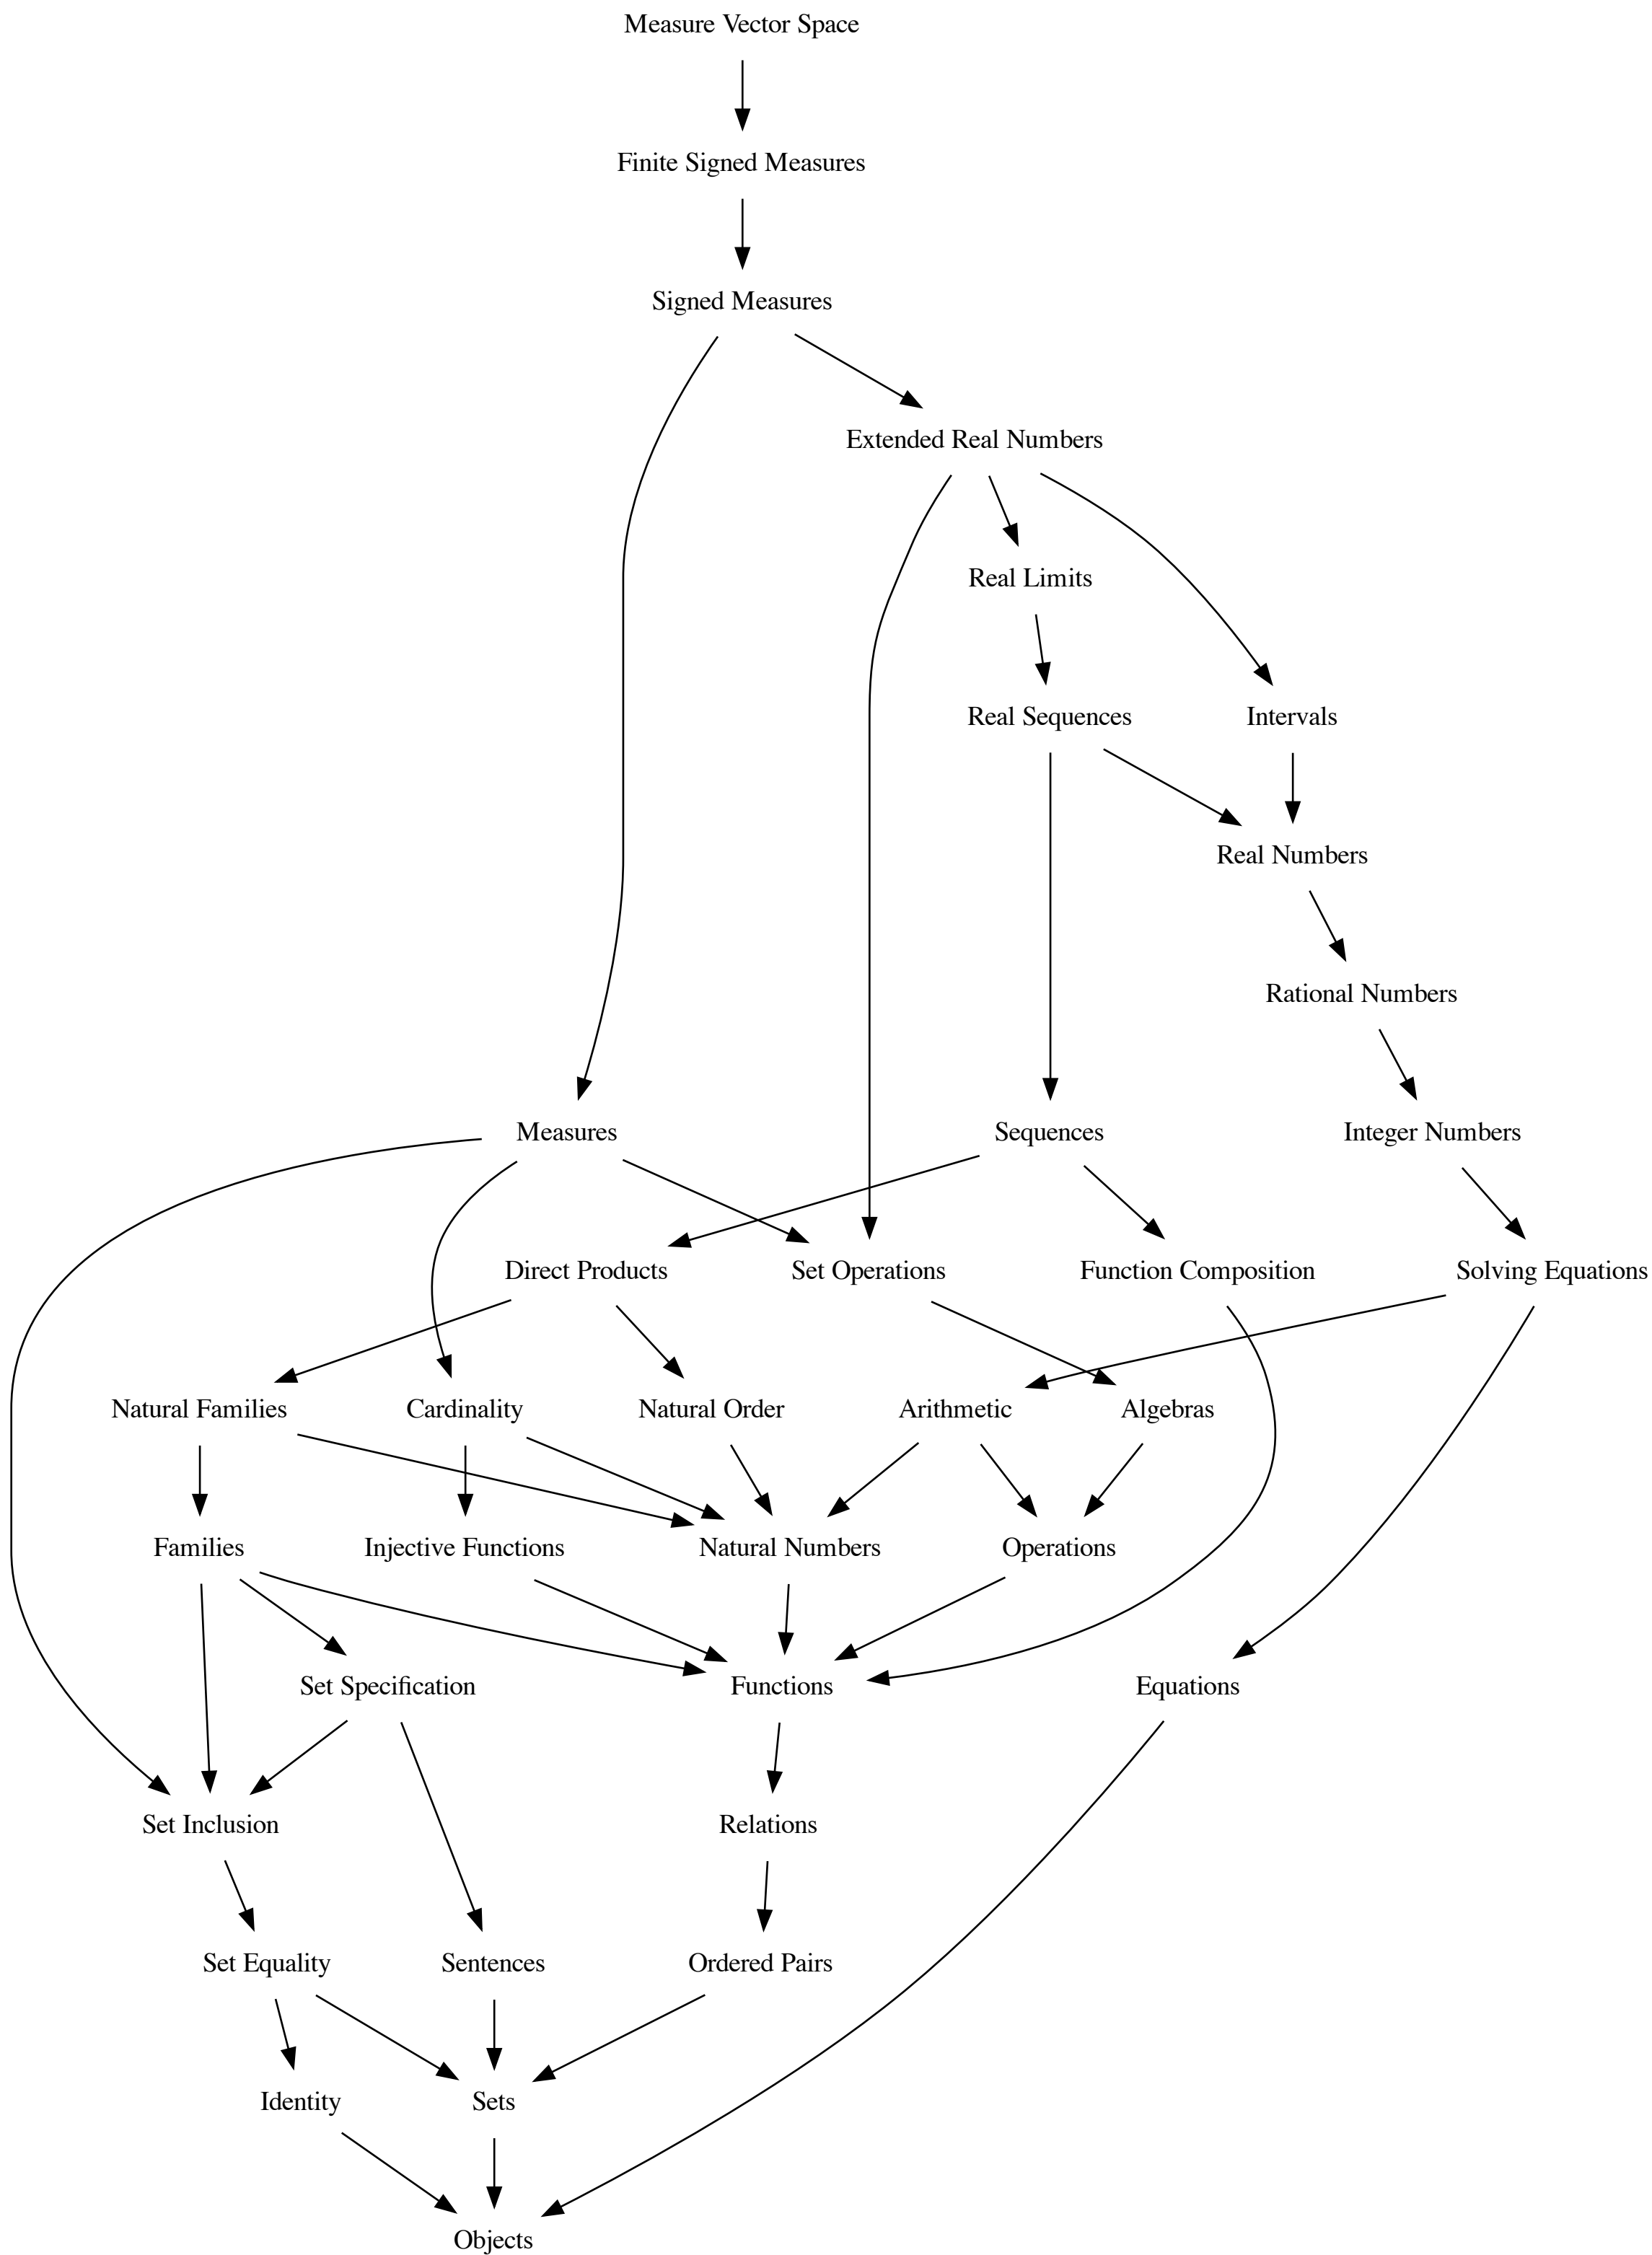 Measure Vector Space
Finite Signed Measures
Signed Measures
Extended Real Numbers
Real Limits
Real Sequences
Intervals
Real Numbers
Rational Numbers
Measures
Sequences
Integer Numbers
Direct Products
Set Operations
Function Composition
Solving Equations
Natural Families
Cardinality
Natural Order
Arithmetic
Algebras
Families
Injective Functions
Natural Numbers
Operations
Set Specification
Functions
Equations
Set Inclusion
Relations
Set Equality
Sentences
Ordered Pairs
Identity
Sets
Objects